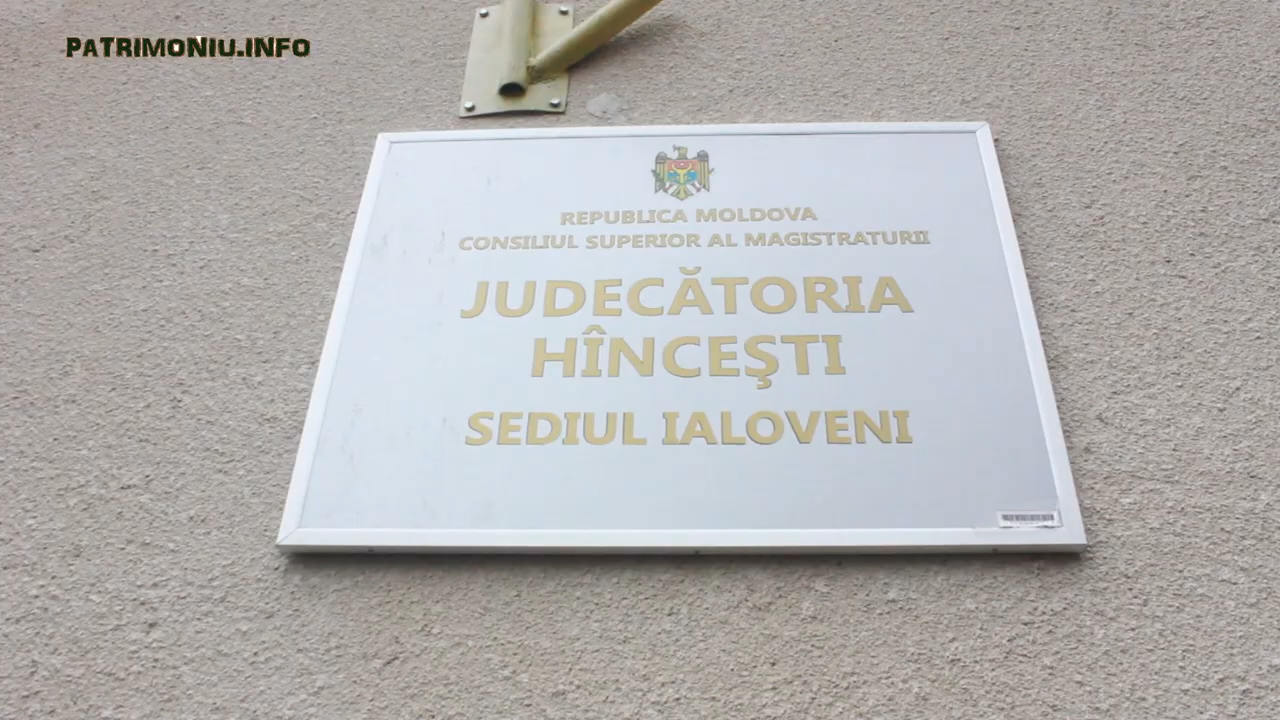 PATRIMONIU.INFO
REPUBLICA MOLDOVA
CONSILIUL SUPERIOR AL MAGISTRATURII
JUDECĂTORIA
HÎNCEŞTI
SEDIUL IALOVENI